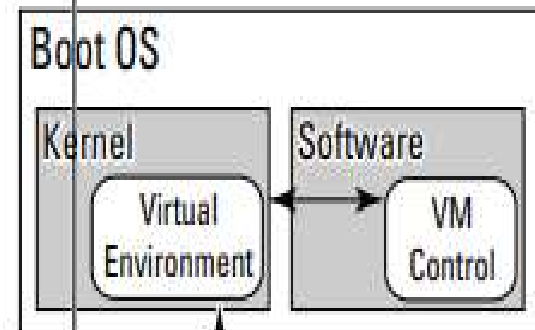 Boot OS
Kernel
Software
Virtual
Environment
VM
Control